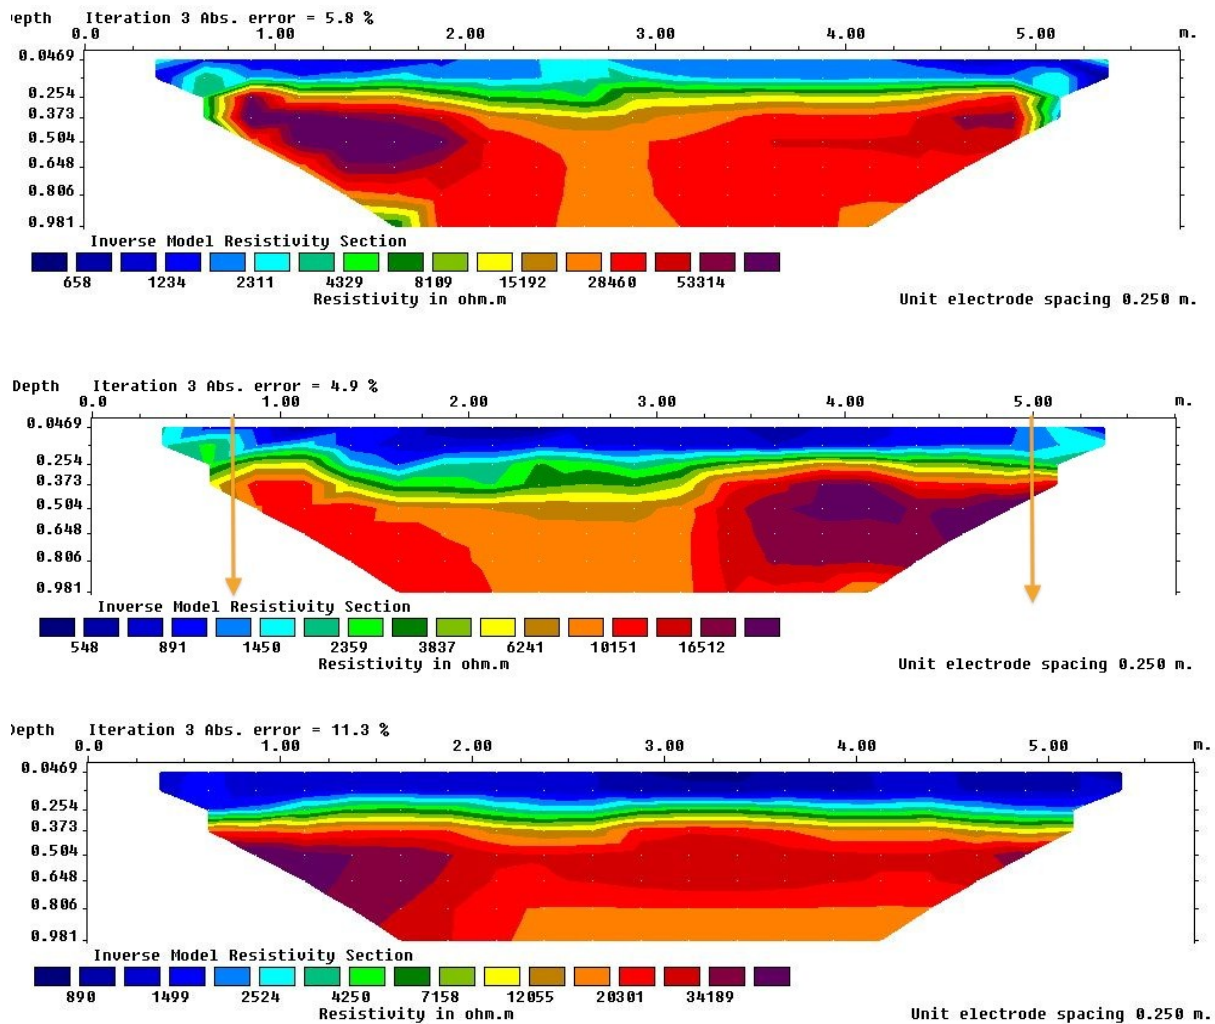 epth Iteration 3 Abs. error = 5.8 %
0.0 1.00 2.00 3.00 4.00 5.00 m.
0.0469
0.254
0.373
0.504
0.648
0.806
0.981
Inverse Model Resistivity Section
658 1234 2311 4329 8109 15192 28460 53314
Resistivity in ohm.m Unit electrode spacing 0.250 m.
Depth Iteration 3 Abs. error = 4.9 %
0.0 1.00 2.00 3.00 4.00 5.00 m.
0.0469
0.254
0.373
0.504
0.648
0.806
0.981
Inverse Model Resistivity Section
548 891 1450 2359 3837 6241 10151 16512
Resistivity in ohm.m Unit electrode spacing 0.250 m.
epth Iteration 3 Abs. error = 11.3 %
0.0 1.00 2.00 3.00 4.00 5.00 m.
0.0469
0.254
0.373
0.504
0.648
0.806
0.981
Inverse Model Resistivity Section
890 1499 2524 4250 7158 12055 20301 34189
Resistivity in ohm.m Unit electrode spacing 0.250 m.